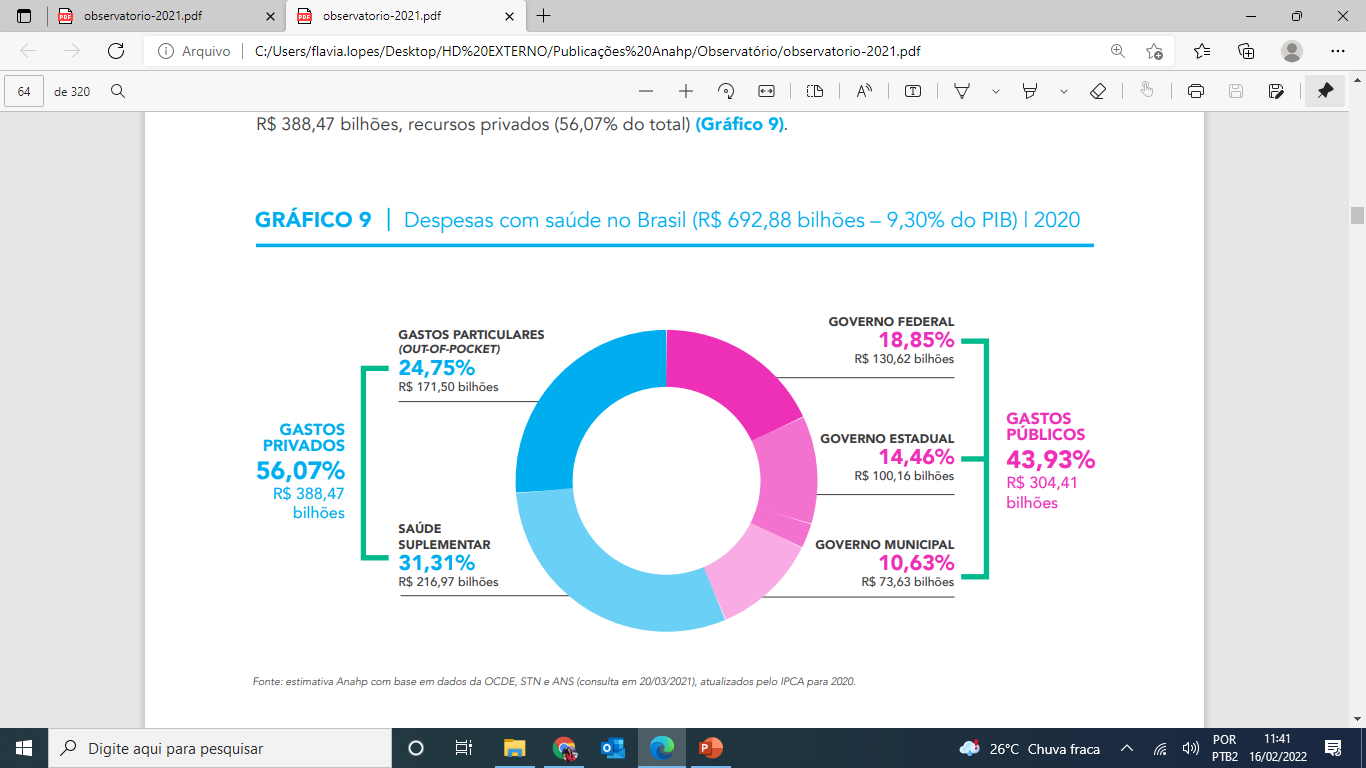 observatorio-2021.pdf
observatorio-2021.pdf
Arquivo
C:/Users/flavia.lopes/Desktop/HD%20EXTERNO/Publicações%20Anahp/Observatório/observatorio-2021.pdf
64
de 320
R$ 388,47 bilhões, recursos privados (56,07% do total) (Gráfico 9).
GRÁFICO 9 | Despesas com saúde no Brasil (R$ 692,88 bilhões – 9,30% do PIB) | 2020
GASTOS PARTICULARES
(OUT-OF-POCKET)
24,75%
R$ 171,50 bilhões
GASTOS
PRIVADOS
56,07%
R$ 388,47
bilhões
SAÚDE
SUPLEMENTAR
31,31%
R$ 216,97 bilhões
GOVERNO FEDERAL
18,85%
R$ 130,62 bilhões
GOVERNO ESTADUAL
14,46%
R$ 100,16 bilhões
GOVERNO MUNICIPAL
10,63%
R$ 73,63 bilhões
GASTOS
PÚBLICOS
43,93%
R$ 304,41
bilhões
Fonte: estimativa Anahp com base em dados da OCDE, STN e ANS (consulta em 20/03/2021), atualizados pelo IPCA para 2020.
Digite aqui para pesquisar
26°C Chuva fraca
POR
PTB2
11:41
16/02/2022